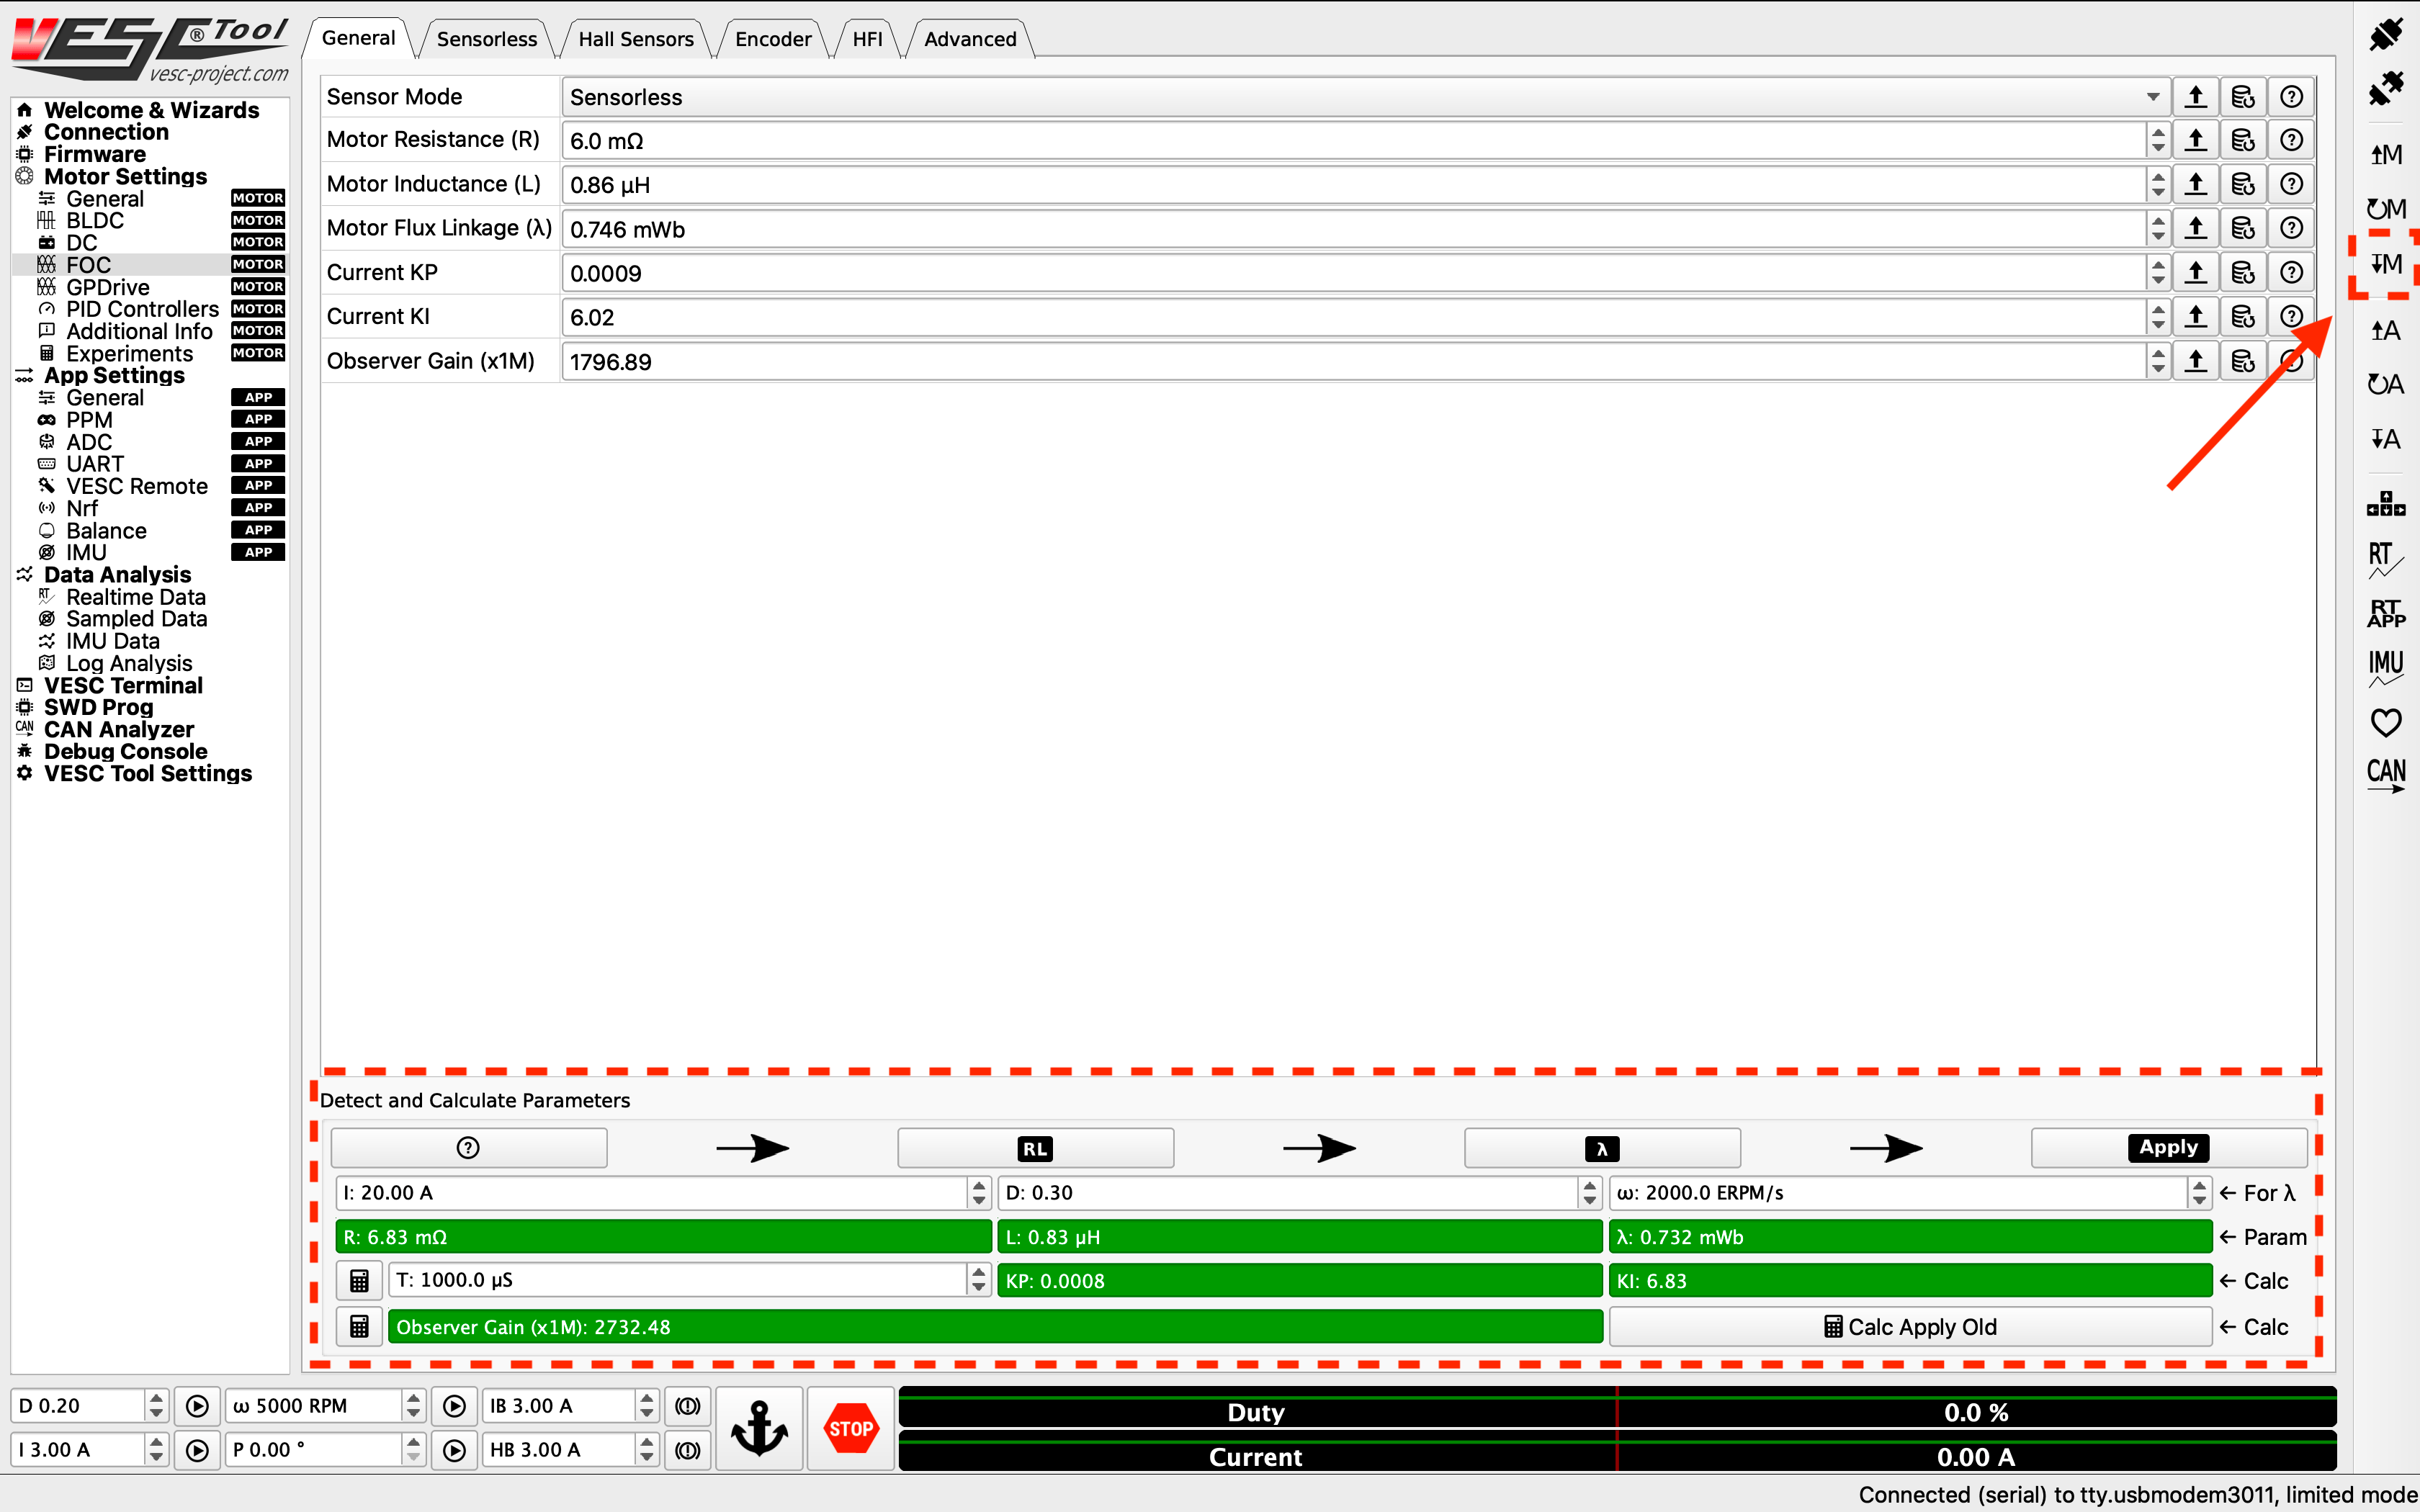 VESC® Tool
vesc-project.com
General
Sensorless
Hall Sensors
Encoder
HFI
Advanced
Welcome & Wizards
Connection
Firmware
Motor Settings
General MOTOR
BLDC MOTOR
DC MOTOR
FOC MOTOR
GPDrive MOTOR
PID Controllers MOTOR
Additional Info MOTOR
Experiments MOTOR
App Settings
General APP
PPM APP
ADC APP
UART APP
VESC Remote APP
Nrf APP
Balance APP
IMU APP
Data Analysis
RT Realtime Data
Sampled Data
IMU Data
Log Analysis
VESC Terminal
SWD Prog
CAN CAN Analyzer
Debug Console
VESC Tool Settings
Sensor Mode Sensorless
Motor Resistance (R) 6.0 mΩ
Motor Inductance (L) 0.86 µH
Motor Flux Linkage (λ) 0.746 mWb
Current KP 0.0009
Current KI 6.02
Observer Gain (x1M) 1796.89
Detect and Calculate Parameters
? RL λ Apply
I: 20.00 A D: 0.30 ω: 2000.0 ERPM/s ← For λ
R: 6.83 mΩ L: 0.83 µH λ: 0.732 mWb ← Param
T: 1000.0 µS KP: 0.0008 KI: 6.83 ← Calc
Observer Gain (x1M): 2732.48 Calc Apply Old ← Calc
D 0.20 ω 5000 RPM IB 3.00 A
I 3.00 A P 0.00 ° HB 3.00 A
STOP
Duty 0.0 %
Current 0.00 A
M
M
M
A
A
A
RT
RT
APP
IMU
CAN
Connected (serial) to tty.usbmodem3011, limited mode